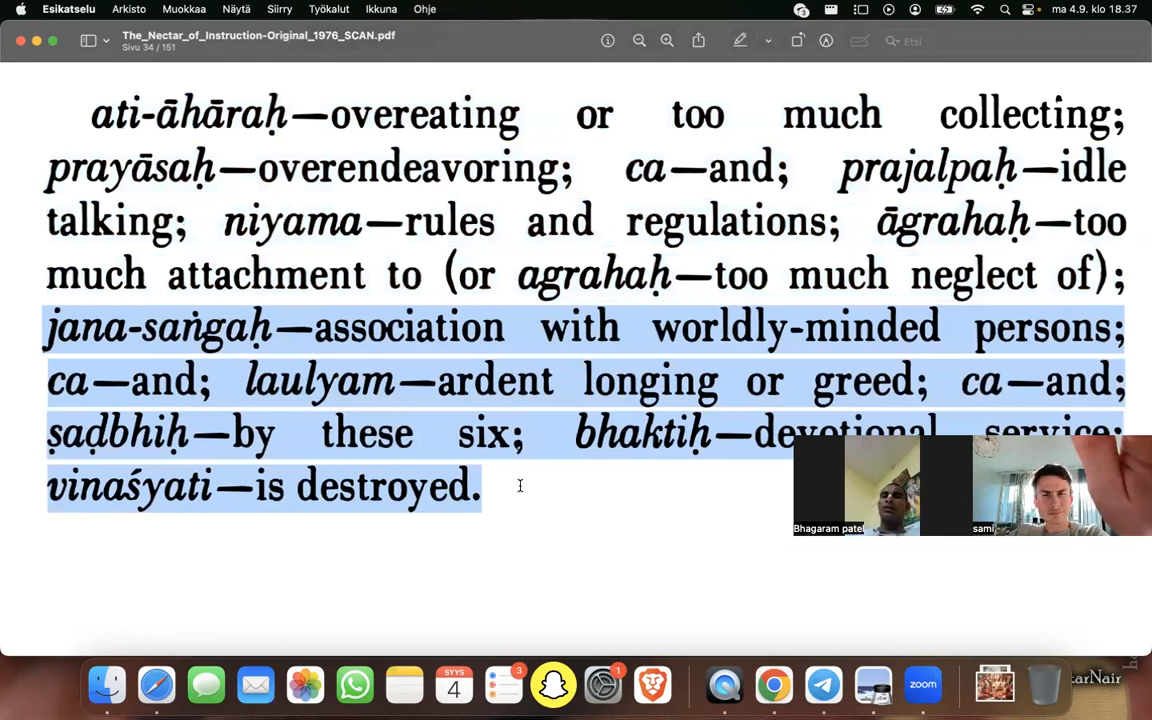 Esikatselu Arkisto Muokkaa Näytä Siirry Työkalut Ikkuna Ohje 3 ma 4.9. klo 18.37
The_Nectar_of_Instruction-Original_1976_SCAN.pdf
Sivu 34 / 151
Etsi
ati-āhāraḥ—overeating or too much collecting;
prayāsaḥ—overendeavoring; ca—and; prajalpaḥ—idle
talking; niyama—rules and regulations; āgrahaḥ—too
much attachment to (or agrahaḥ—too much neglect of);
jana-saṅgaḥ—association with worldly-minded persons;
ca—and; laulyam—ardent longing or greed; ca—and;
ṣaḍbhiḥ—by these six; bhaktiḥ—devotional service;
vinaśyati—is destroyed.
Bhagaram patel
sami
SYYS
4
3
1
zoom